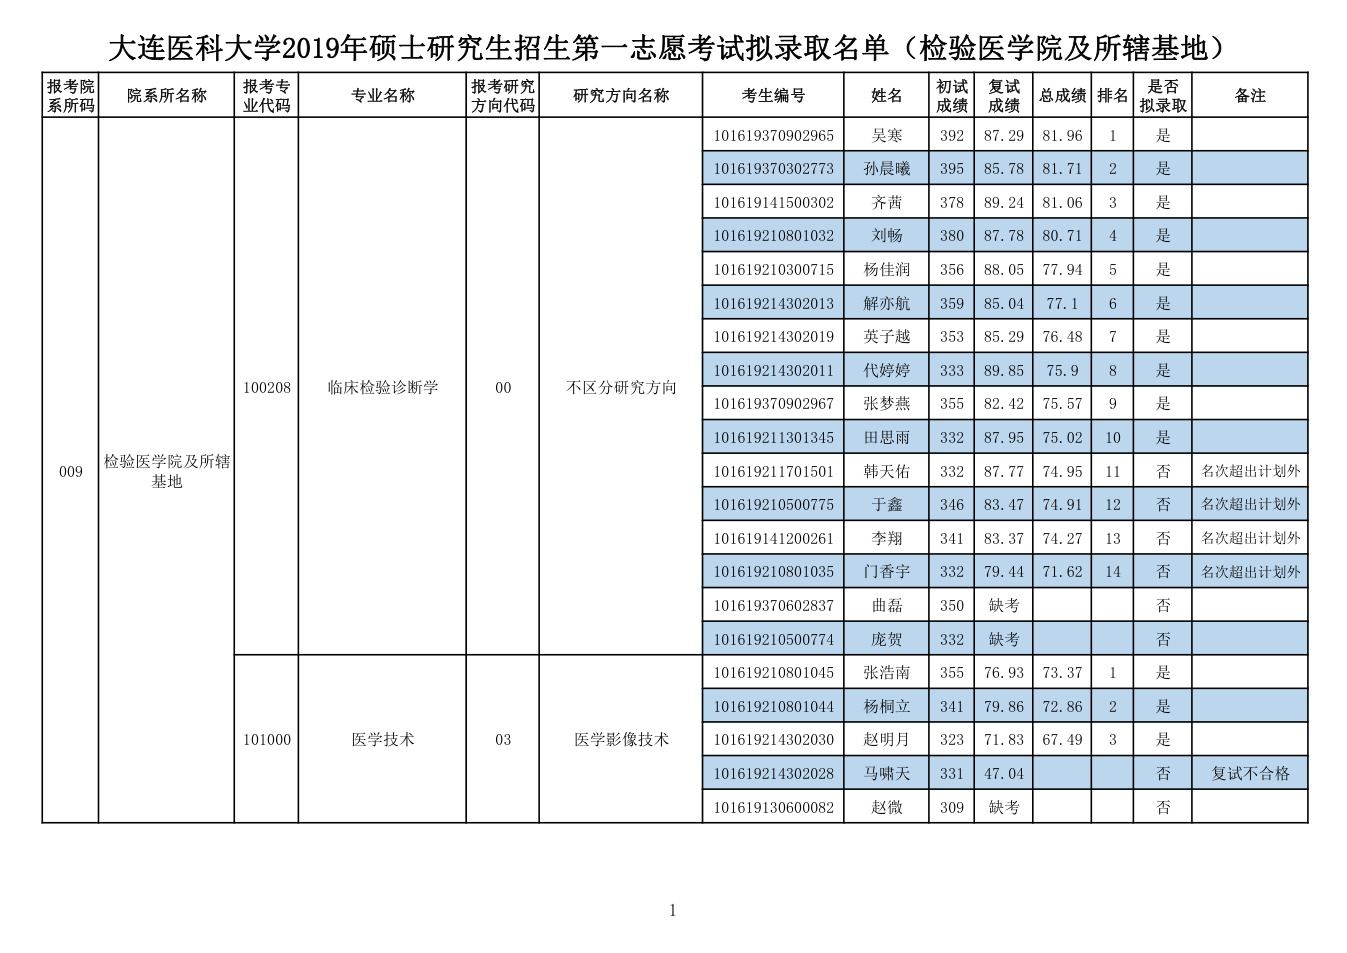 大连医科大学2019年硕士研究生招生第一志愿考试拟录取名单（检验医学院及所辖基地）
报考院系所码 院系所名称 报考专业代码 专业名称 报考研究方向代码 研究方向名称 考生编号 姓名 初试成绩 复试成绩 总成绩 排名 是否拟录取 备注
009 检验医学院及所辖基地
100208 临床检验诊断学 00 不区分研究方向
101619370902965 吴寒 392 87.29 81.96 1 是
101619370302773 孙晨曦 395 85.78 81.71 2 是
101619141500302 齐茜 378 89.24 81.06 3 是
101619210801032 刘畅 380 87.78 80.71 4 是
101619210300715 杨佳润 356 88.05 77.94 5 是
101619214302013 解亦航 359 85.04 77.1 6 是
101619214302019 英子越 353 85.29 76.48 7 是
101619214302011 代婷婷 333 89.85 75.9 8 是
101619370902967 张梦燕 355 82.42 75.57 9 是
101619211301345 田思雨 332 87.95 75.02 10 是
101619211701501 韩天佑 332 87.77 74.95 11 否 名次超出计划外
101619210500775 于鑫 346 83.47 74.91 12 否 名次超出计划外
101619141200261 李翔 341 83.37 74.27 13 否 名次超出计划外
101619210801035 门香宇 332 79.44 71.62 14 否 名次超出计划外
101619370602837 曲磊 350 缺考 否
101619210500774 庞贺 332 缺考 否
101000 医学技术 03 医学影像技术
101619210801045 张浩南 355 76.93 73.37 1 是
101619210801044 杨桐立 341 79.86 72.86 2 是
101619214302030 赵明月 323 71.83 67.49 3 是
101619214302028 马啸天 331 47.04 否 复试不合格
101619130600082 赵微 309 缺考 否
1